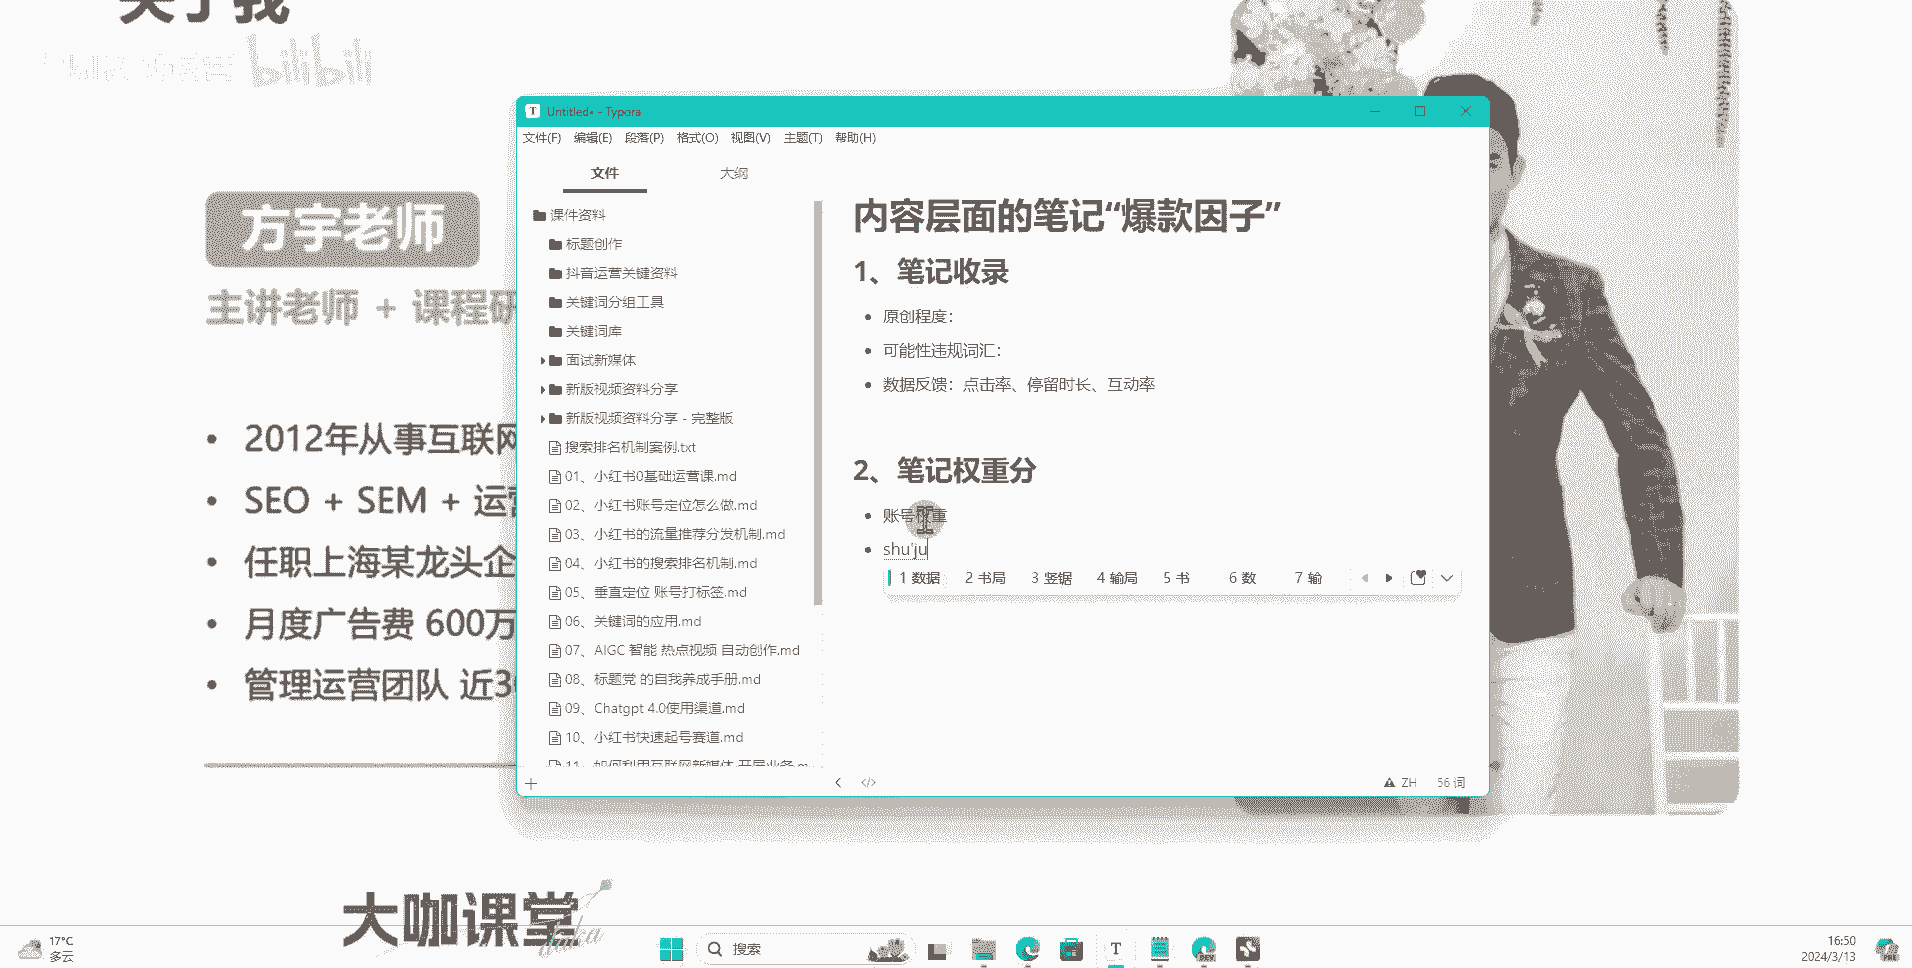 关于我
bilibili
方宇老师
主讲老师 + 课程研
2012年从事互联网
SEO + SEM + 运营
任职上海某龙头企
月度广告费 600万
管理运营团队 近3
大咖课堂
daka
Untitled• - Typora
文件(F) 编辑(E) 段落(P) 格式(O) 视图(V) 主题(T) 帮助(H)
文件 大纲
课件资料
标题创作
抖音运营关键资料
关键词分组工具
关键词库
面试新媒体
新版视频资料分享
新版视频资料分享 - 完整版
搜索排名机制案例.txt
01、小红书0基础运营课.md
02、小红书账号定位怎么做.md
03、小红书的流量推荐分发机制.md
04、小红书的搜索排名机制.md
05、垂直定位 账号打标签.md
06、关键词的应用.md
07、AIGC 智能 热点视频 自动创作.md
08、标题党 的自我养成手册.md
09、Chatgpt 4.0使用渠道.md
10、小红书快速起号赛道.md
11、如何利用互联网新媒体 开展业务.m
内容层面的笔记“爆款因子”
1、笔记收录
原创程度：
可能性违规词汇：
数据反馈：点击率、停留时长、互动率
2、笔记权重分
账号权重
shu'ju
1 数据 2 书局 3 竖锯 4 输局 5 书 6 数 7 输
ZH 56 词
17°C
多云
搜索
16:50
2024/3/13